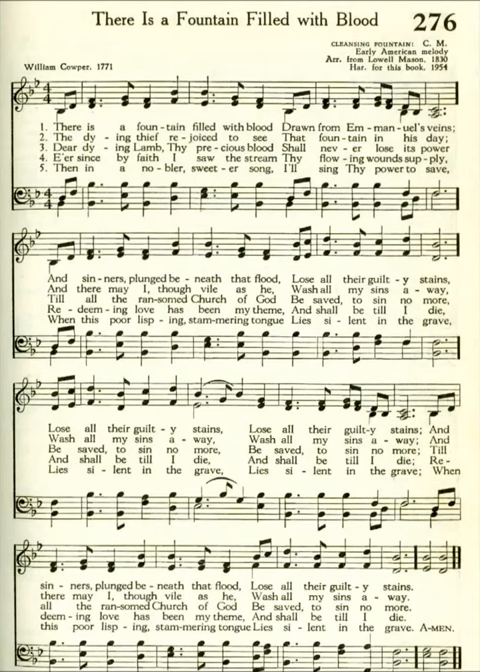 There Is a Fountain Filled with Blood 276
CLEANSING FOUNTAIN: C. M.
Early American melody
William Cowper, 1771
Arr. from Lowell Mason, 1830
Har. for this book, 1954
1. There is a foun-tain filled with blood Drawn from Em-man-uel's veins;
2. The dy-ing thief re-joiced to see That foun-tain in his day;
3. Dear dy-ing Lamb, Thy pre-cious blood Shall nev-er lose its power
4. E'er since by faith I saw the stream Thy flow-ing wounds sup-ply,
5. Then in a no-bler, sweet-er song, I'll sing Thy power to save,
And sin-ners, plunged be-neath that flood, Lose all their guilt-y stains,
And there may I, though vile as he, Wash all my sins a-way,
Till all the ran-somed Church of God Be saved, to sin no more,
Re-deem-ing love has been my theme, And shall be till I die,
When this poor lisp-ing, stam-mering tongue Lies si-lent in the grave,
Lose all their guilt-y stains, Lose all their guilt-y stains; And
Wash all my sins a-way, Wash all my sins a-way; And
Be saved, to sin no more, Be saved, to sin no more; Till
And shall be till I die, And shall be till I die; Re-
Lies si-lent in the grave, Lies si-lent in the grave; When
sin-ners, plunged be-neath that flood, Lose all their guilt-y stains.
there may I, though vile as he, Wash all my sins a-way.
all the ran-somed Church of God Be saved, to sin no more.
deem-ing love has been my theme, And shall be till I die.
this poor lisp-ing, stam-mering tongue Lies si-lent in the grave. A-MEN.